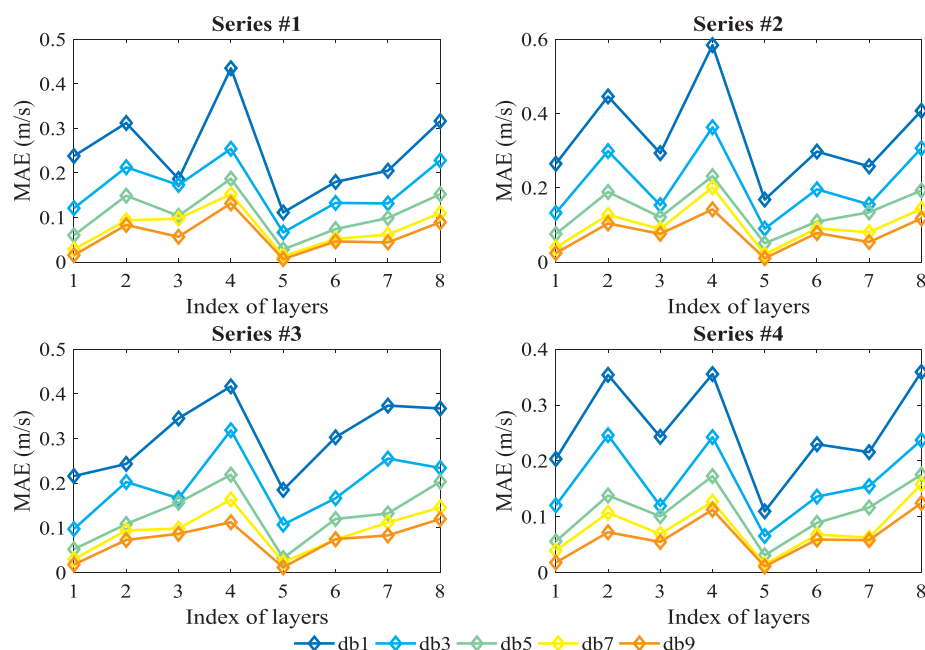 Series #1
0.5
0.4
0.3
0.2
0.1
0
MAE (m/s)
1 2 3 4 5 6 7 8
Index of layers
Series #2
0.6
0.4
0.2
0
MAE (m/s)
1 2 3 4 5 6 7 8
Index of layers
Series #3
0.5
0.4
0.3
0.2
0.1
0
MAE (m/s)
1 2 3 4 5 6 7 8
Index of layers
Series #4
0.4
0.3
0.2
0.1
0
MAE (m/s)
1 2 3 4 5 6 7 8
Index of layers
db1 db3 db5 db7 db9